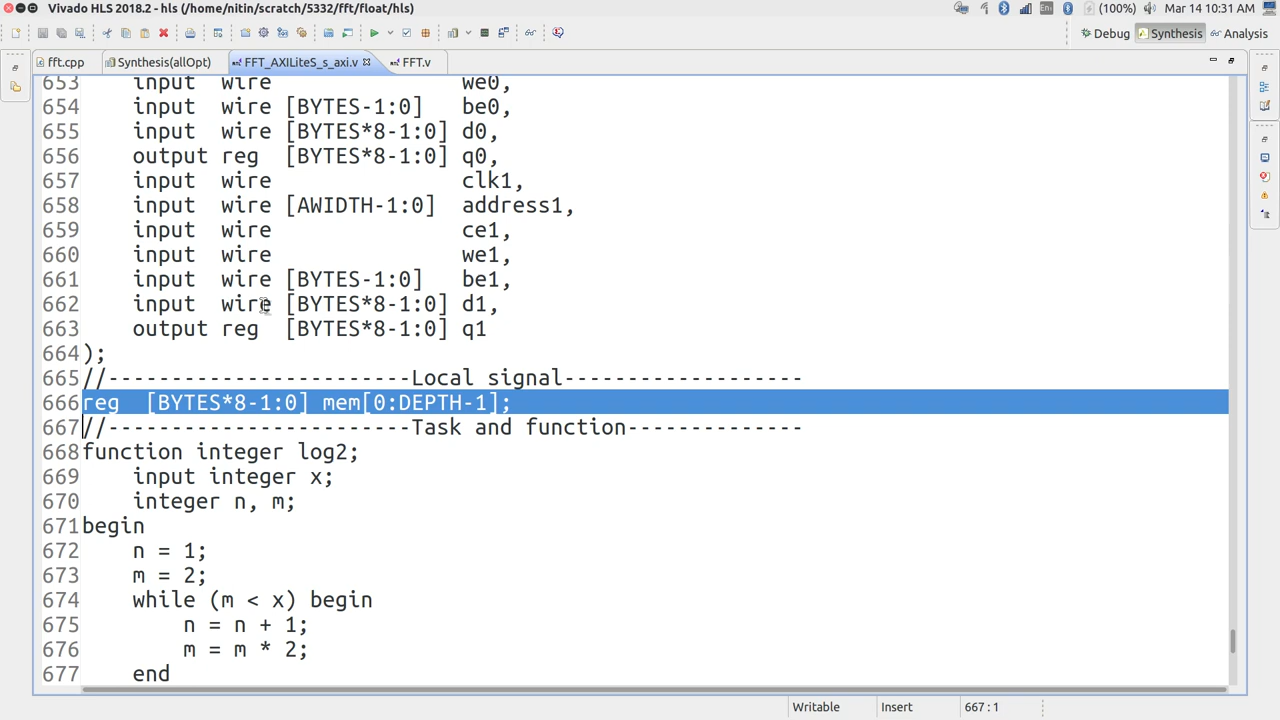 Vivado HLS 2018.2 - hls (/home/nitin/scratch/5332/fft/float/hls)
En
(100%)
Mar 14 10:31 AM
Debug
Synthesis
Analysis
fft.cpp
Synthesis(allOpt)
FFT_AXILiteS_s_axi.v
FFT.v
653 input wire we0,
654 input wire [BYTES-1:0] be0,
655 input wire [BYTES*8-1:0] d0,
656 output reg [BYTES*8-1:0] q0,
657 input wire clk1,
658 input wire [AWIDTH-1:0] address1,
659 input wire ce1,
660 input wire we1,
661 input wire [BYTES-1:0] be1,
662 input wire [BYTES*8-1:0] d1,
663 output reg [BYTES*8-1:0] q1
664 );
665 //------------------------Local signal-------------------
666 reg [BYTES*8-1:0] mem[0:DEPTH-1];
667 //------------------------Task and function--------------
668 function integer log2;
669 input integer x;
670 integer n, m;
671 begin
672 n = 1;
673 m = 2;
674 while (m < x) begin
675 n = n + 1;
676 m = m * 2;
677 end
Writable
Insert
667 : 1